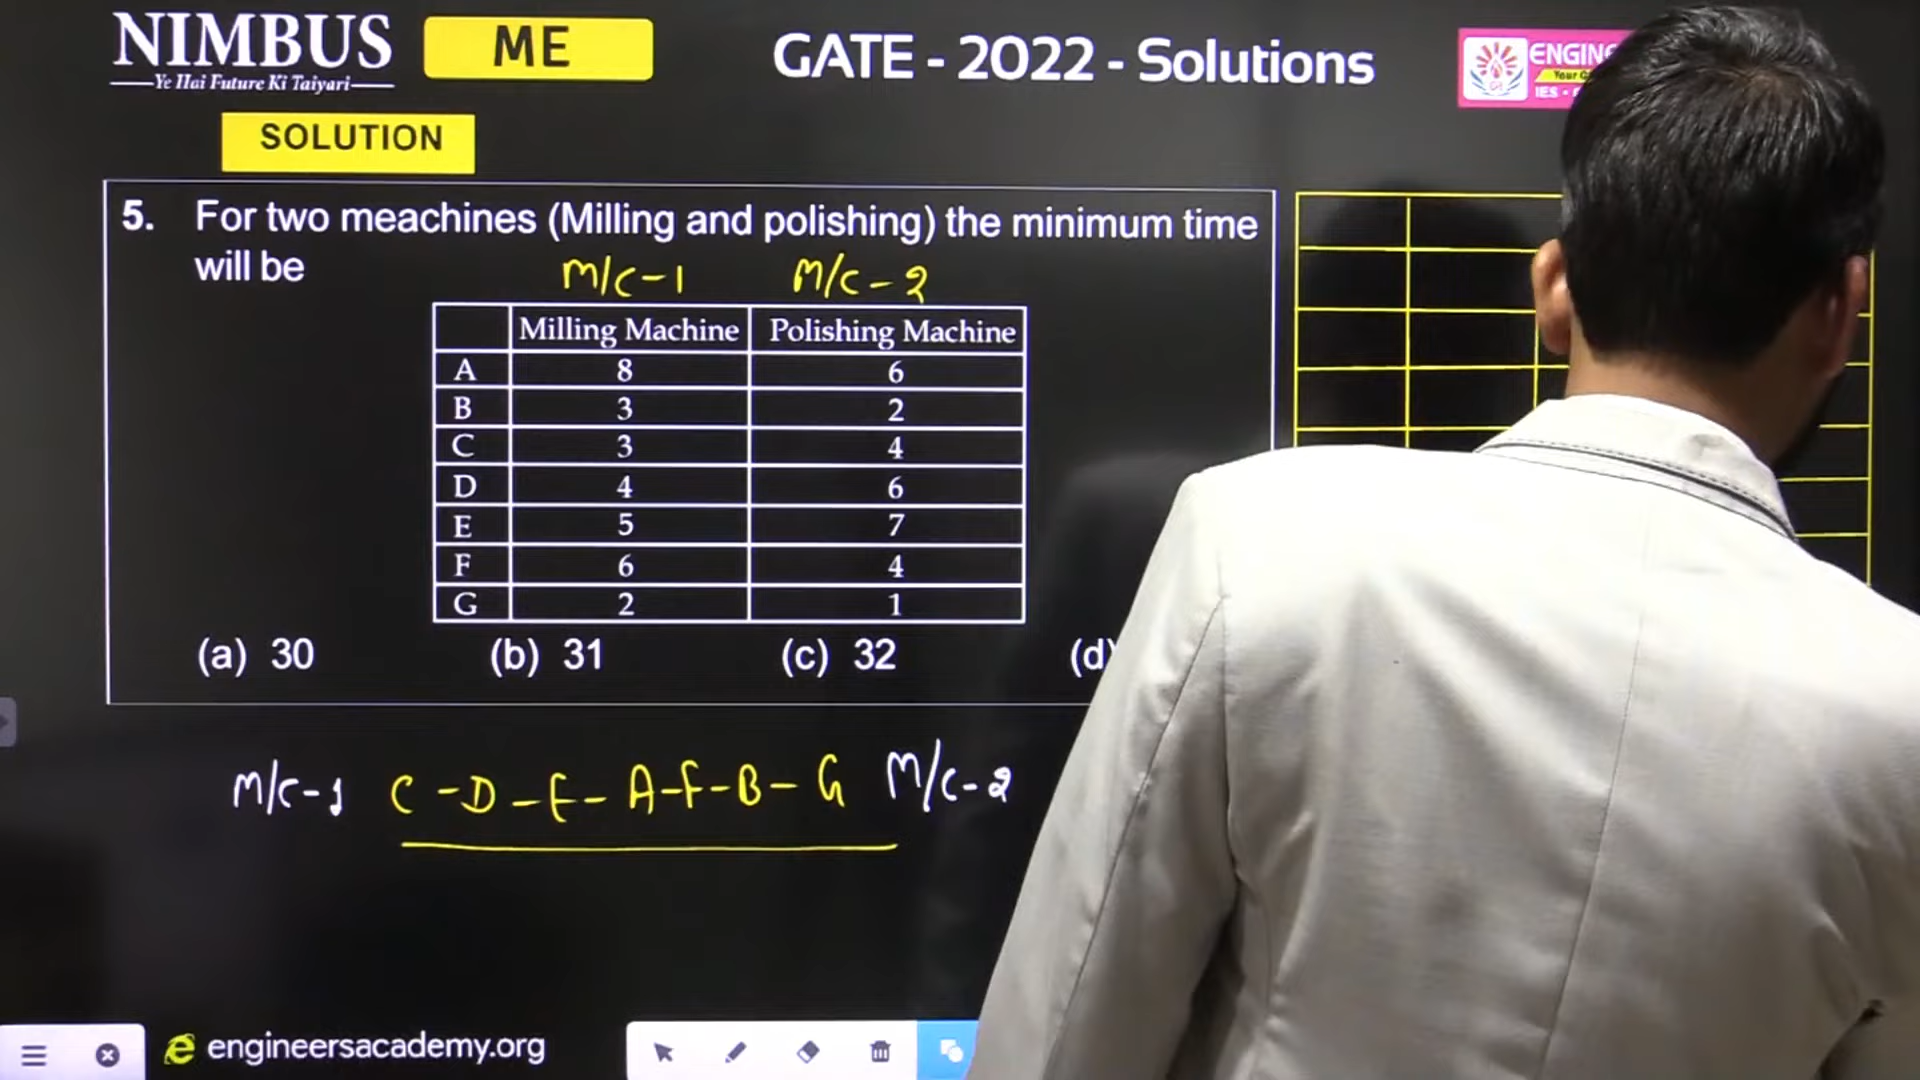 NIMBUS
Ye Hai Future Ki Taiyari
ME
GATE - 2022 - Solutions
Your
IES •
SOLUTION
5. For two meachines (Milling and polishing) the minimum time
will be
M/C-1 M/C-2
Milling Machine Polishing Machine
A 8 6
B 3 2
C 3 4
D 4 6
E 5 7
F 6 4
G 2 1
(a) 30 (b) 31 (c) 32 (d)
M/C-1 C-D-E-A-F-B-G M/C-2
engineersacademy.org